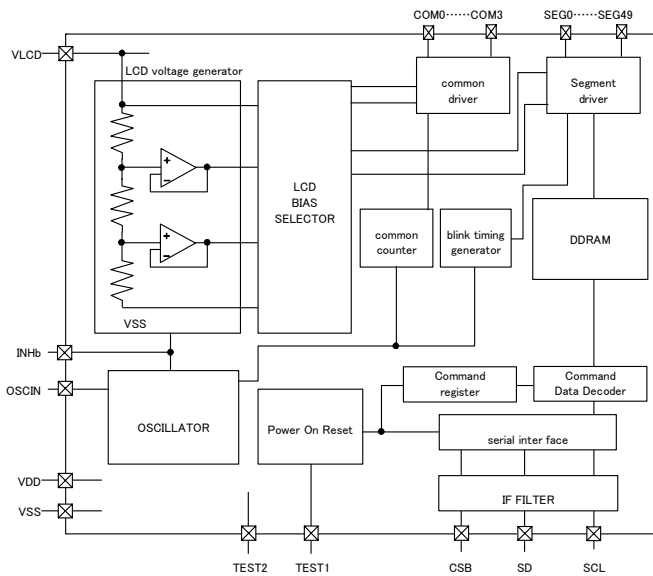 COM0……COM3
SEG0……SEG49
VLCD
LCD voltage generator
common
driver
Segment
driver
+
−
LCD
BIAS
SELECTOR
common
counter
blink timing
generator
DDRAM
+
−
VSS
INHb
OSCIN
OSCILLATOR
Power On Reset
Command
register
Command
Data Decoder
serial inter face
VDD
VSS
IF FILTER
TEST2
TEST1
CSB
SD
SCL